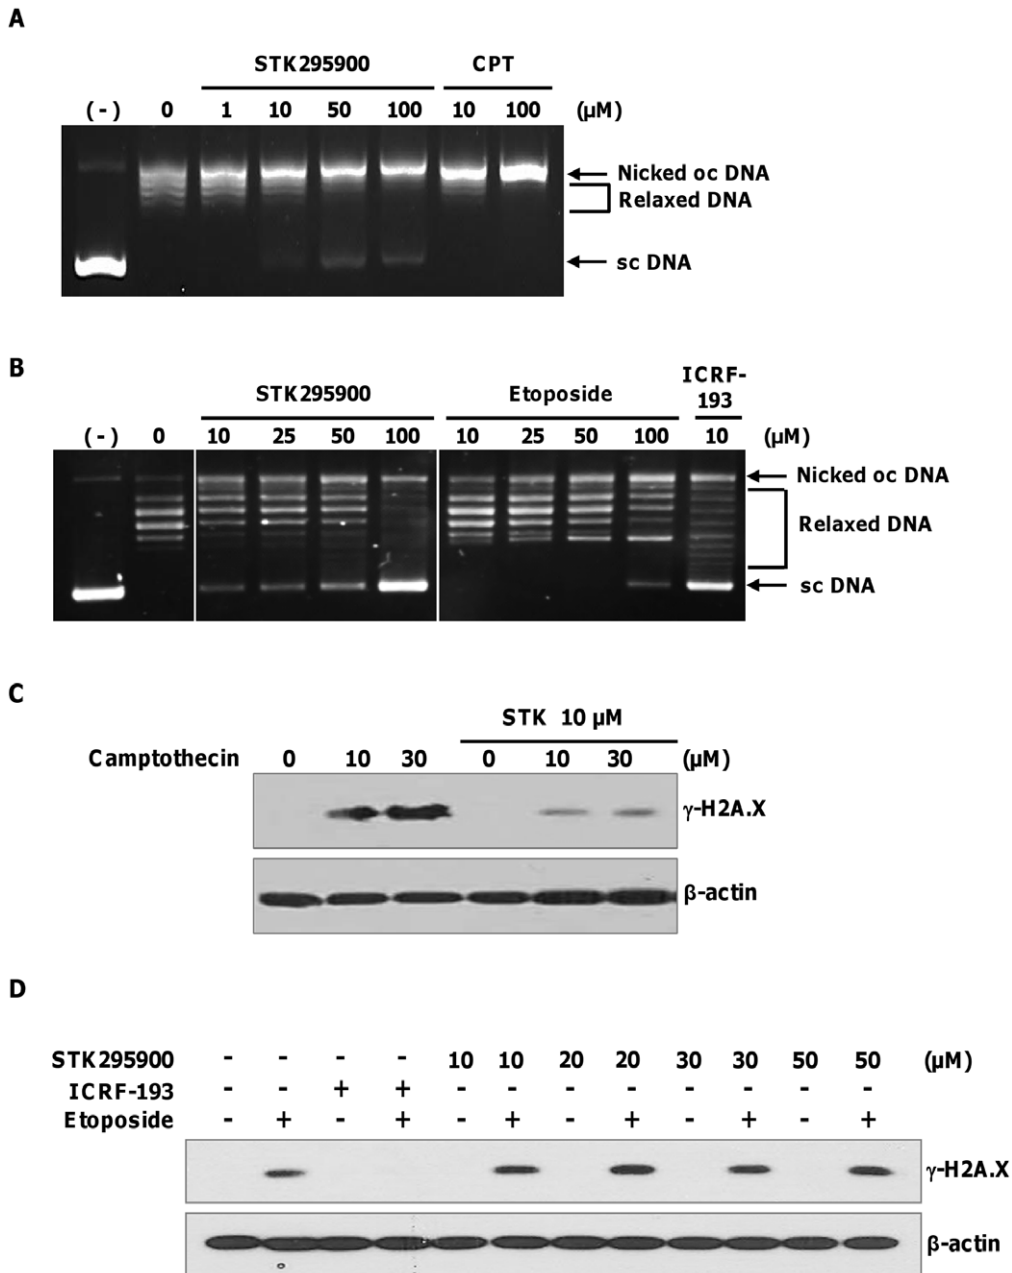 A
STK295900 CPT
(-) 0 1 10 50 100 10 100 (µM)
Nicked oc DNA
Relaxed DNA
sc DNA
B
STK295900 Etoposide ICRF-
193
(-) 0 10 25 50 100 10 25 50 100 10 (µM)
Nicked oc DNA
Relaxed DNA
sc DNA
C
STK 10 µM
Camptothecin 0 10 30 0 10 30 (µM)
γ-H2A.X
β-actin
D
STK295900 - - - - 10 10 20 20 30 30 50 50 (µM)
ICRF-193 - - + + - - - - - - - -
Etoposide - + - + - + - + - + - +
γ-H2A.X
β-actin